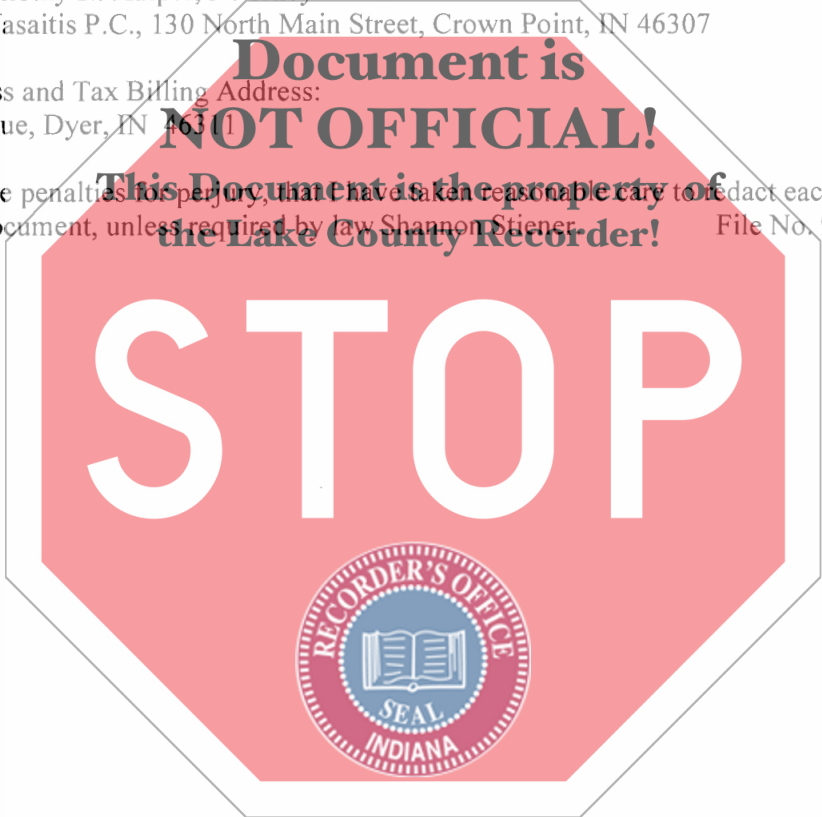 asaitis P.C., 130 North Main Street, Crown Point, IN 46307
Document is
s and Tax Billing Address:
NOT OFFICIAL!
ue, Dyer, IN 46311
This Document is the property of
e penalties for perjury, that I have taken reasonable care to redact eac
cument, unless required by law Shannon Stiener. File No.
the Lake County Recorder!
STOP
RECORDER'S OFFICE
SEAL
INDIANA